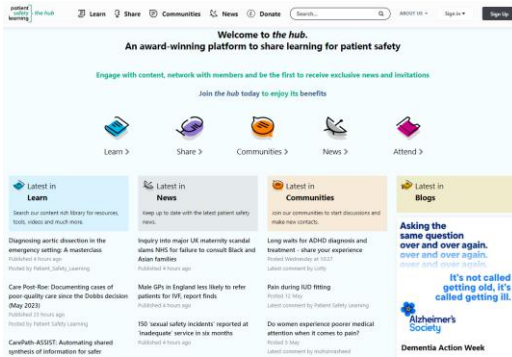 patient safety learning the hub
Learn Share Communities News Donate Search... ABOUT US Sign in Sign Up
Welcome to the hub.
An award-winning platform to share learning for patient safety
Engage with content, network with members and be the first to receive exclusive news and invitations
Join the hub today to enjoy its benefits
Learn >
Share >
Communities >
News >
Attend >
Latest in
Learn
Search our content rich library for resources,
tools, videos and much more.
Diagnosing aortic dissection in the
emergency setting: A masterclass
Published 4 hours ago
Posted by Patient_Safety_Learning
Care Post-Roe: Documenting cases of
poor-quality care since the Dobbs decision
(May 2023)
Published 23 hours ago
Posted by Patient_Safety_Learning
CarePath-ASSIST: Automating shared
synthesis of information for safer
Latest in
News
Keep up to date with the latest patient safety
news.
Inquiry into major UK maternity scandal
slams NHS for failure to consult Black and
Asian families
Published 4 hours ago
Male GPs in England less likely to refer
patients for IVF, report finds
Published 4 hours ago
150 'sexual safety incidents' reported at
'inadequate' service in six months
Published 4 hours ago
Latest in
Communities
Join our communities to start discussions and
make new contacts.
Long waits for ADHD diagnosis and
treatment - share your experience
Posted Wednesday at 10:27
Latest comment by Lotty
Pain during IUD fitting
Posted 12 May
Latest comment by Patient Safety Learning
Do women experience poorer medical
attention when it comes to pain?
Posted 5 May
Latest comment by
Latest in
Blogs
Asking the
same question
over and over again.
over and over again.
over and over again.
It's not called
getting old, it's
called getting ill.
Alzheimer's
Society
Dementia Action Week